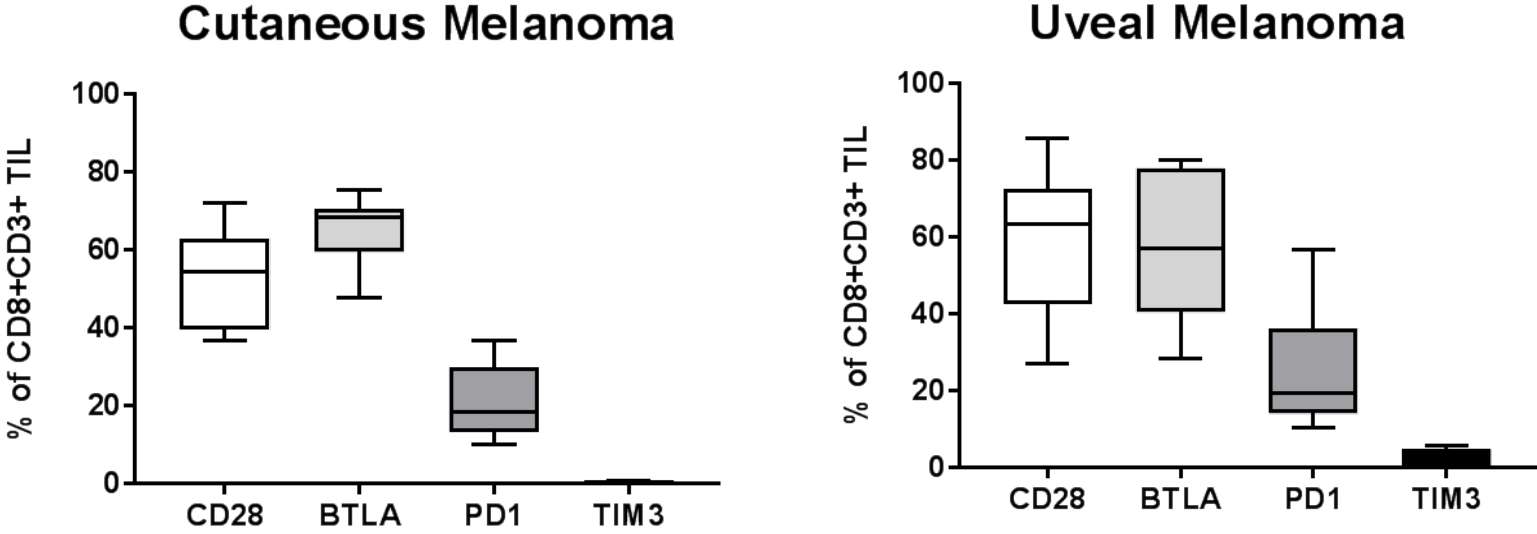 Cutaneous Melanoma
% of CD8+CD3+ TIL
100
80
60
40
20
0
CD28 BTLA PD1 TIM3
Uveal Melanoma
% of CD8+CD3+ TIL
100
80
60
40
20
0
CD28 BTLA PD1 TIM3